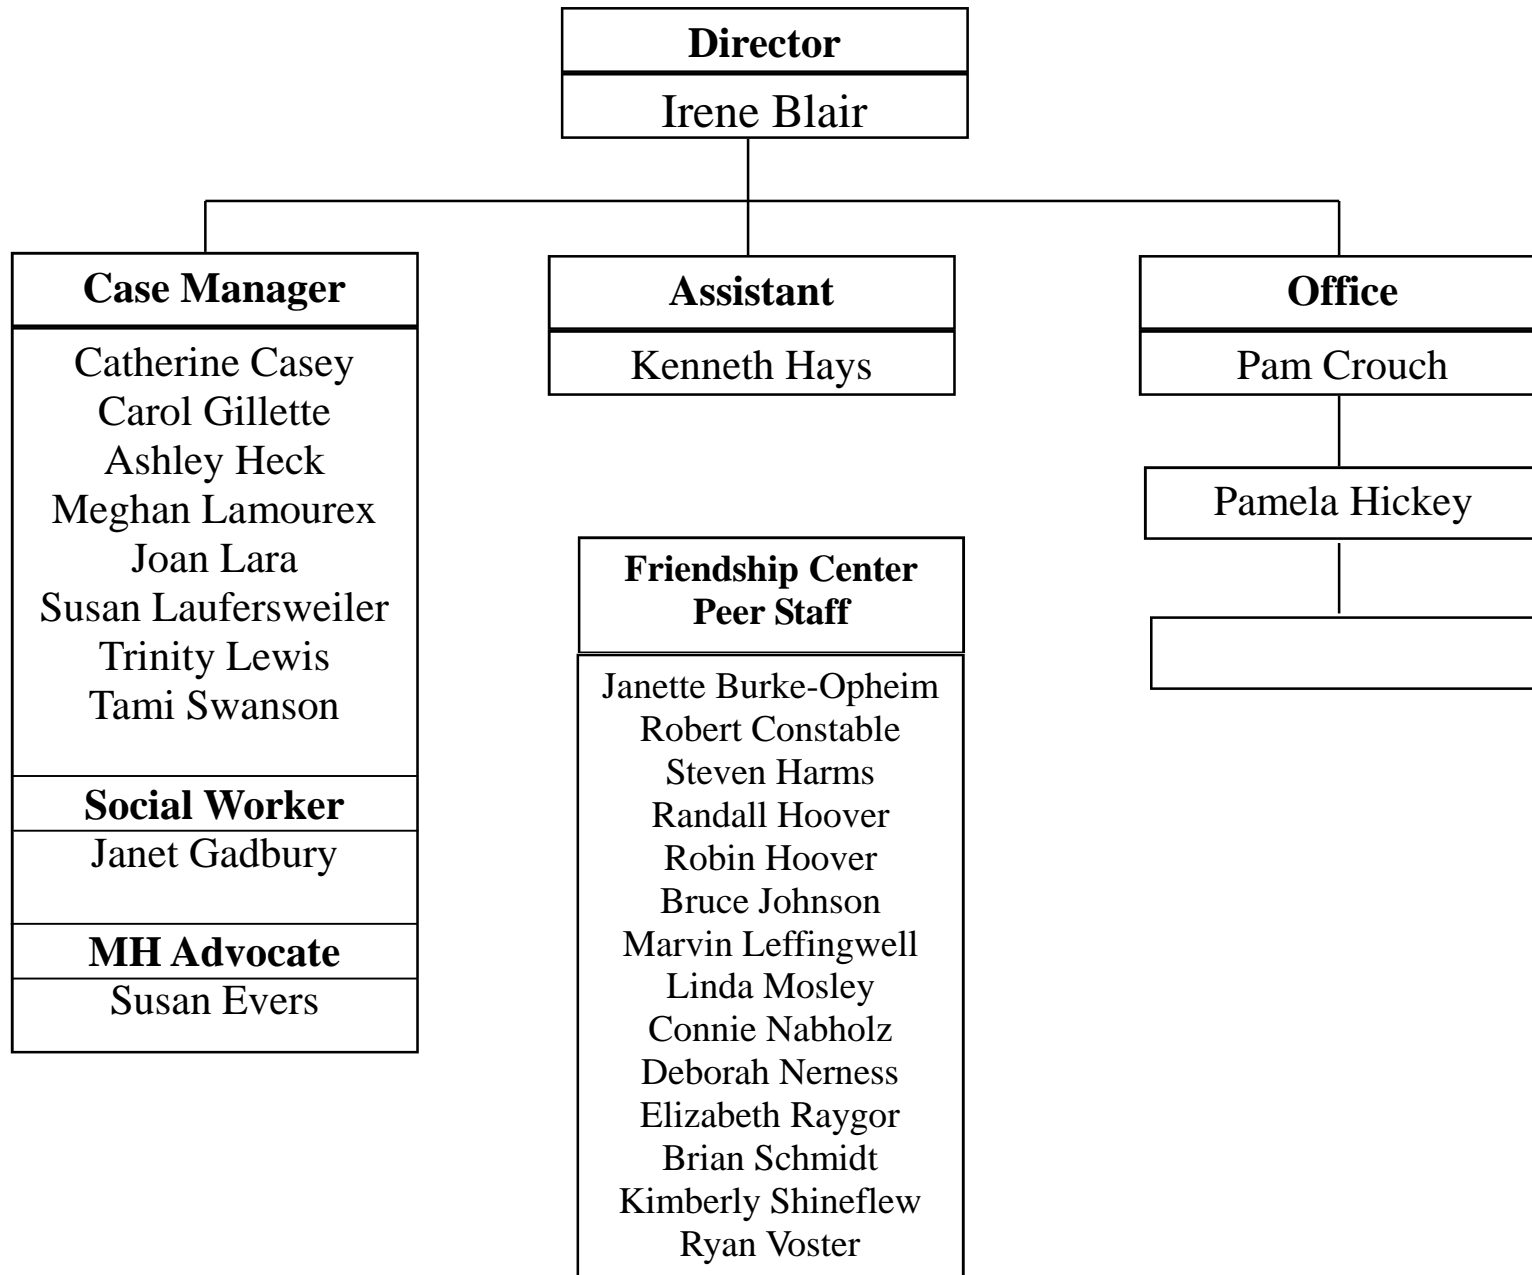 Director
Irene Blair
Case Manager
Catherine Casey
Carol Gillette
Ashley Heck
Meghan Lamourex
Joan Lara
Susan Laufersweiler
Trinity Lewis
Tami Swanson
Social Worker
Janet Gadbury
MH Advocate
Susan Evers
Assistant
Kenneth Hays
Friendship Center
Peer Staff
Janette Burke-Opheim
Robert Constable
Steven Harms
Randall Hoover
Robin Hoover
Bruce Johnson
Marvin Leffingwell
Linda Mosley
Connie Nabholz
Deborah Nerness
Elizabeth Raygor
Brian Schmidt
Kimberly Shineflew
Ryan Voster
Office
Pam Crouch
Pamela Hickey